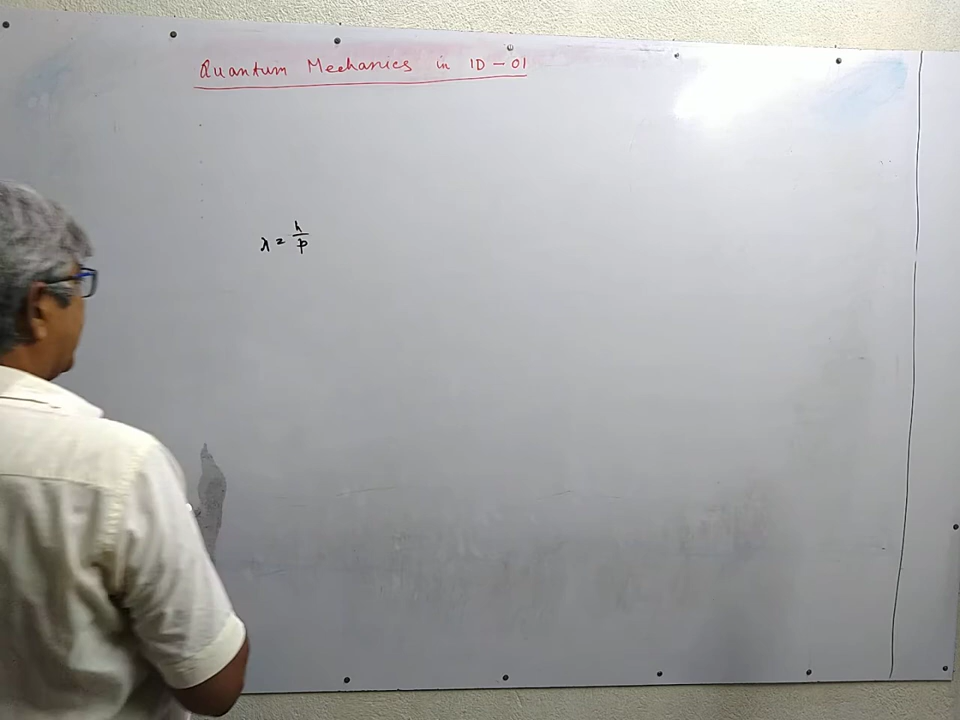 Quantum Mechanics in 1D - 01
λ = h/p